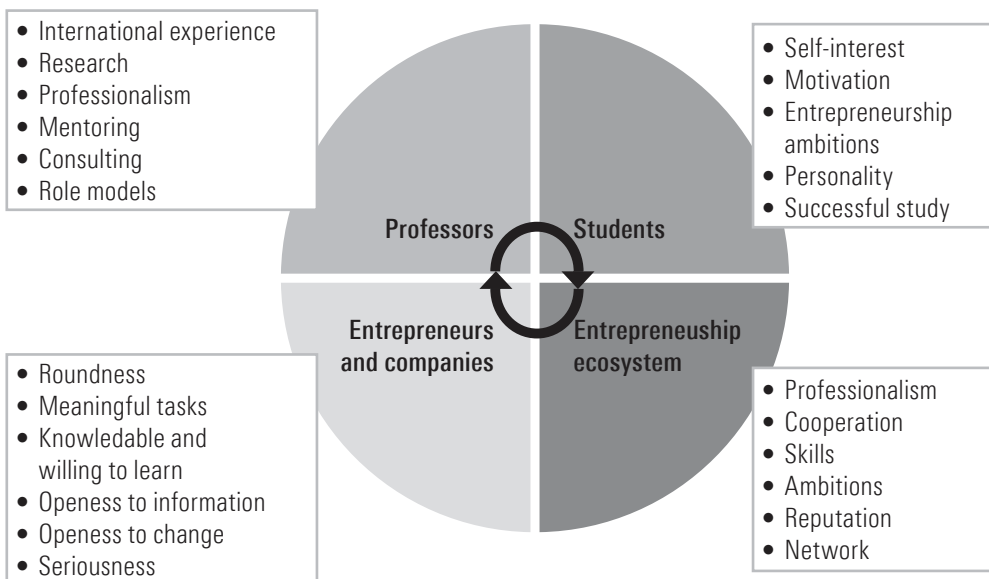 • International experience
• Research
• Professionalism
• Mentoring
• Consulting
• Role models
• Self-interest
• Motivation
• Entrepreneurship
ambitions
• Personality
• Successful study
Professors
Students
Entrepreneurs
and companies
Entrepreneuship
ecosystem
• Roundness
• Meaningful tasks
• Knowledable and
willing to learn
• Openess to information
• Openess to change
• Seriousness
• Professionalism
• Cooperation
• Skills
• Ambitions
• Reputation
• Network